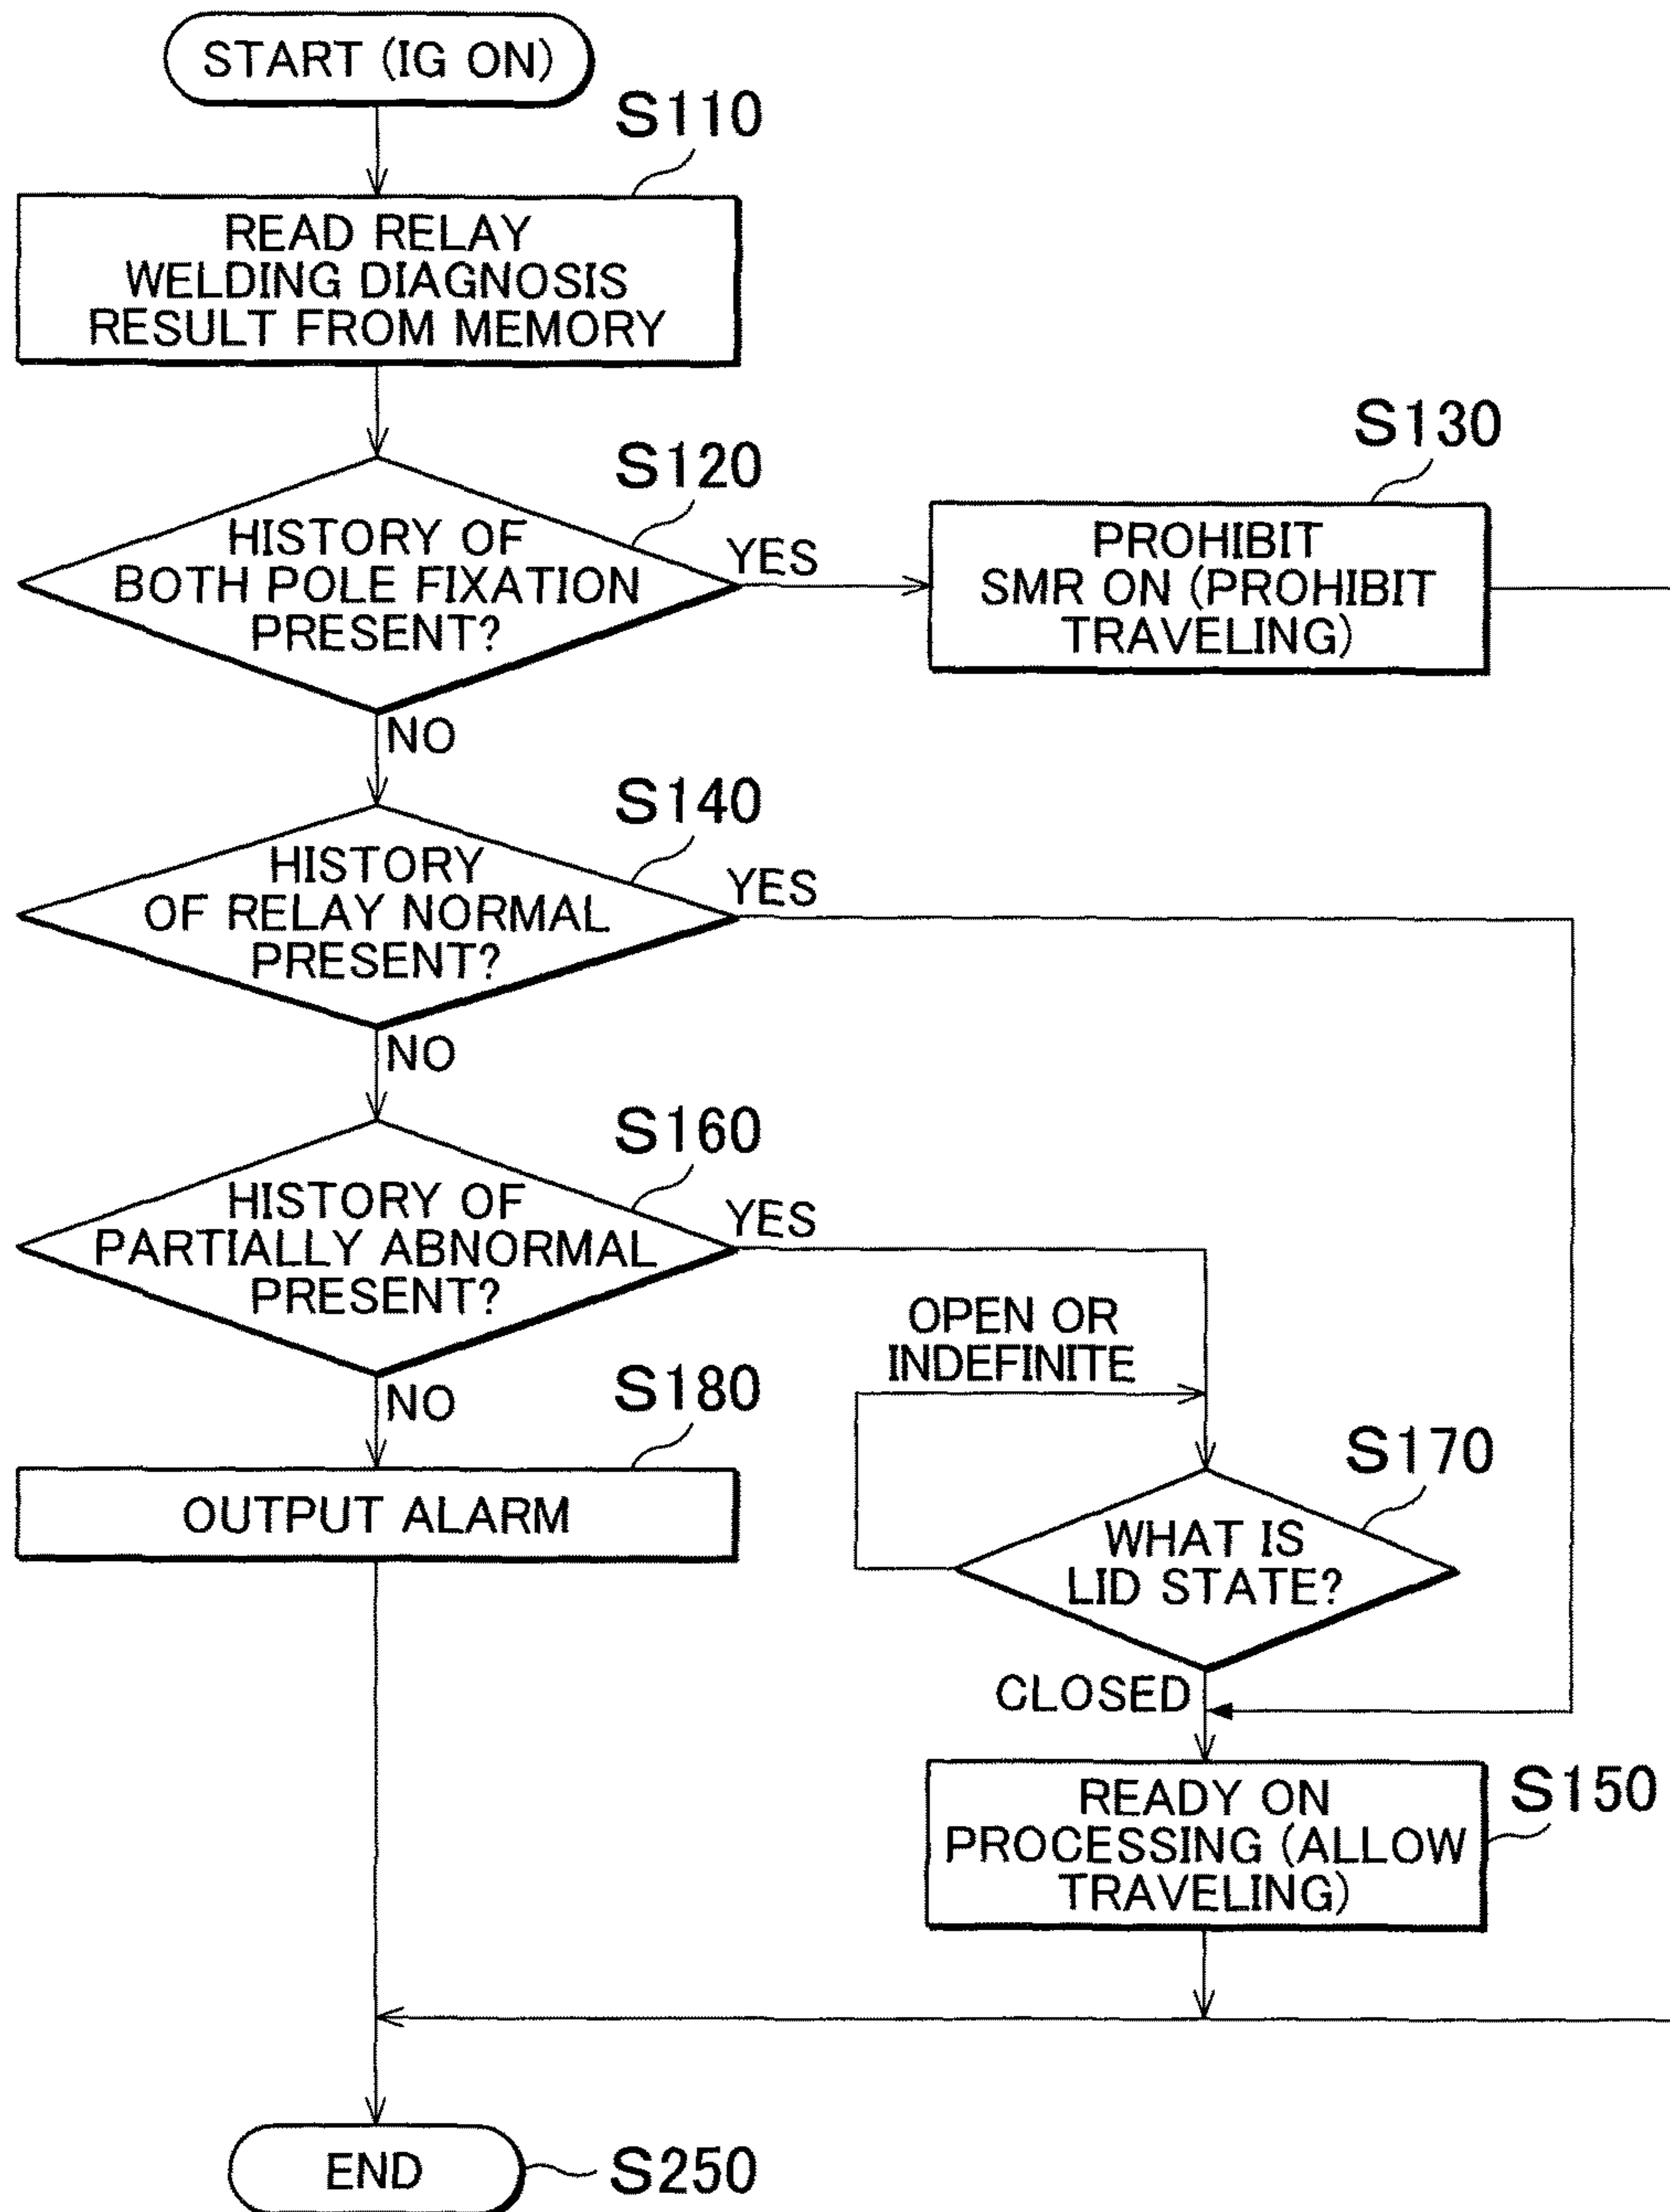 START (IG ON)
S110
READ RELAY
WELDING DIAGNOSIS
RESULT FROM MEMORY
S120
HISTORY OF
BOTH POLE FIXATION
PRESENT?
YES
S130
PROHIBIT
SMR ON (PROHIBIT
TRAVELING)
NO
S140
HISTORY
OF RELAY NORMAL
PRESENT?
YES
NO
S160
HISTORY OF
PARTIALLY ABNORMAL
PRESENT?
YES
OPEN OR
INDEFINITE
NO
S180
OUTPUT ALARM
S170
WHAT IS
LID STATE?
CLOSED
S150
READY ON
PROCESSING (ALLOW
TRAVELING)
END
S250